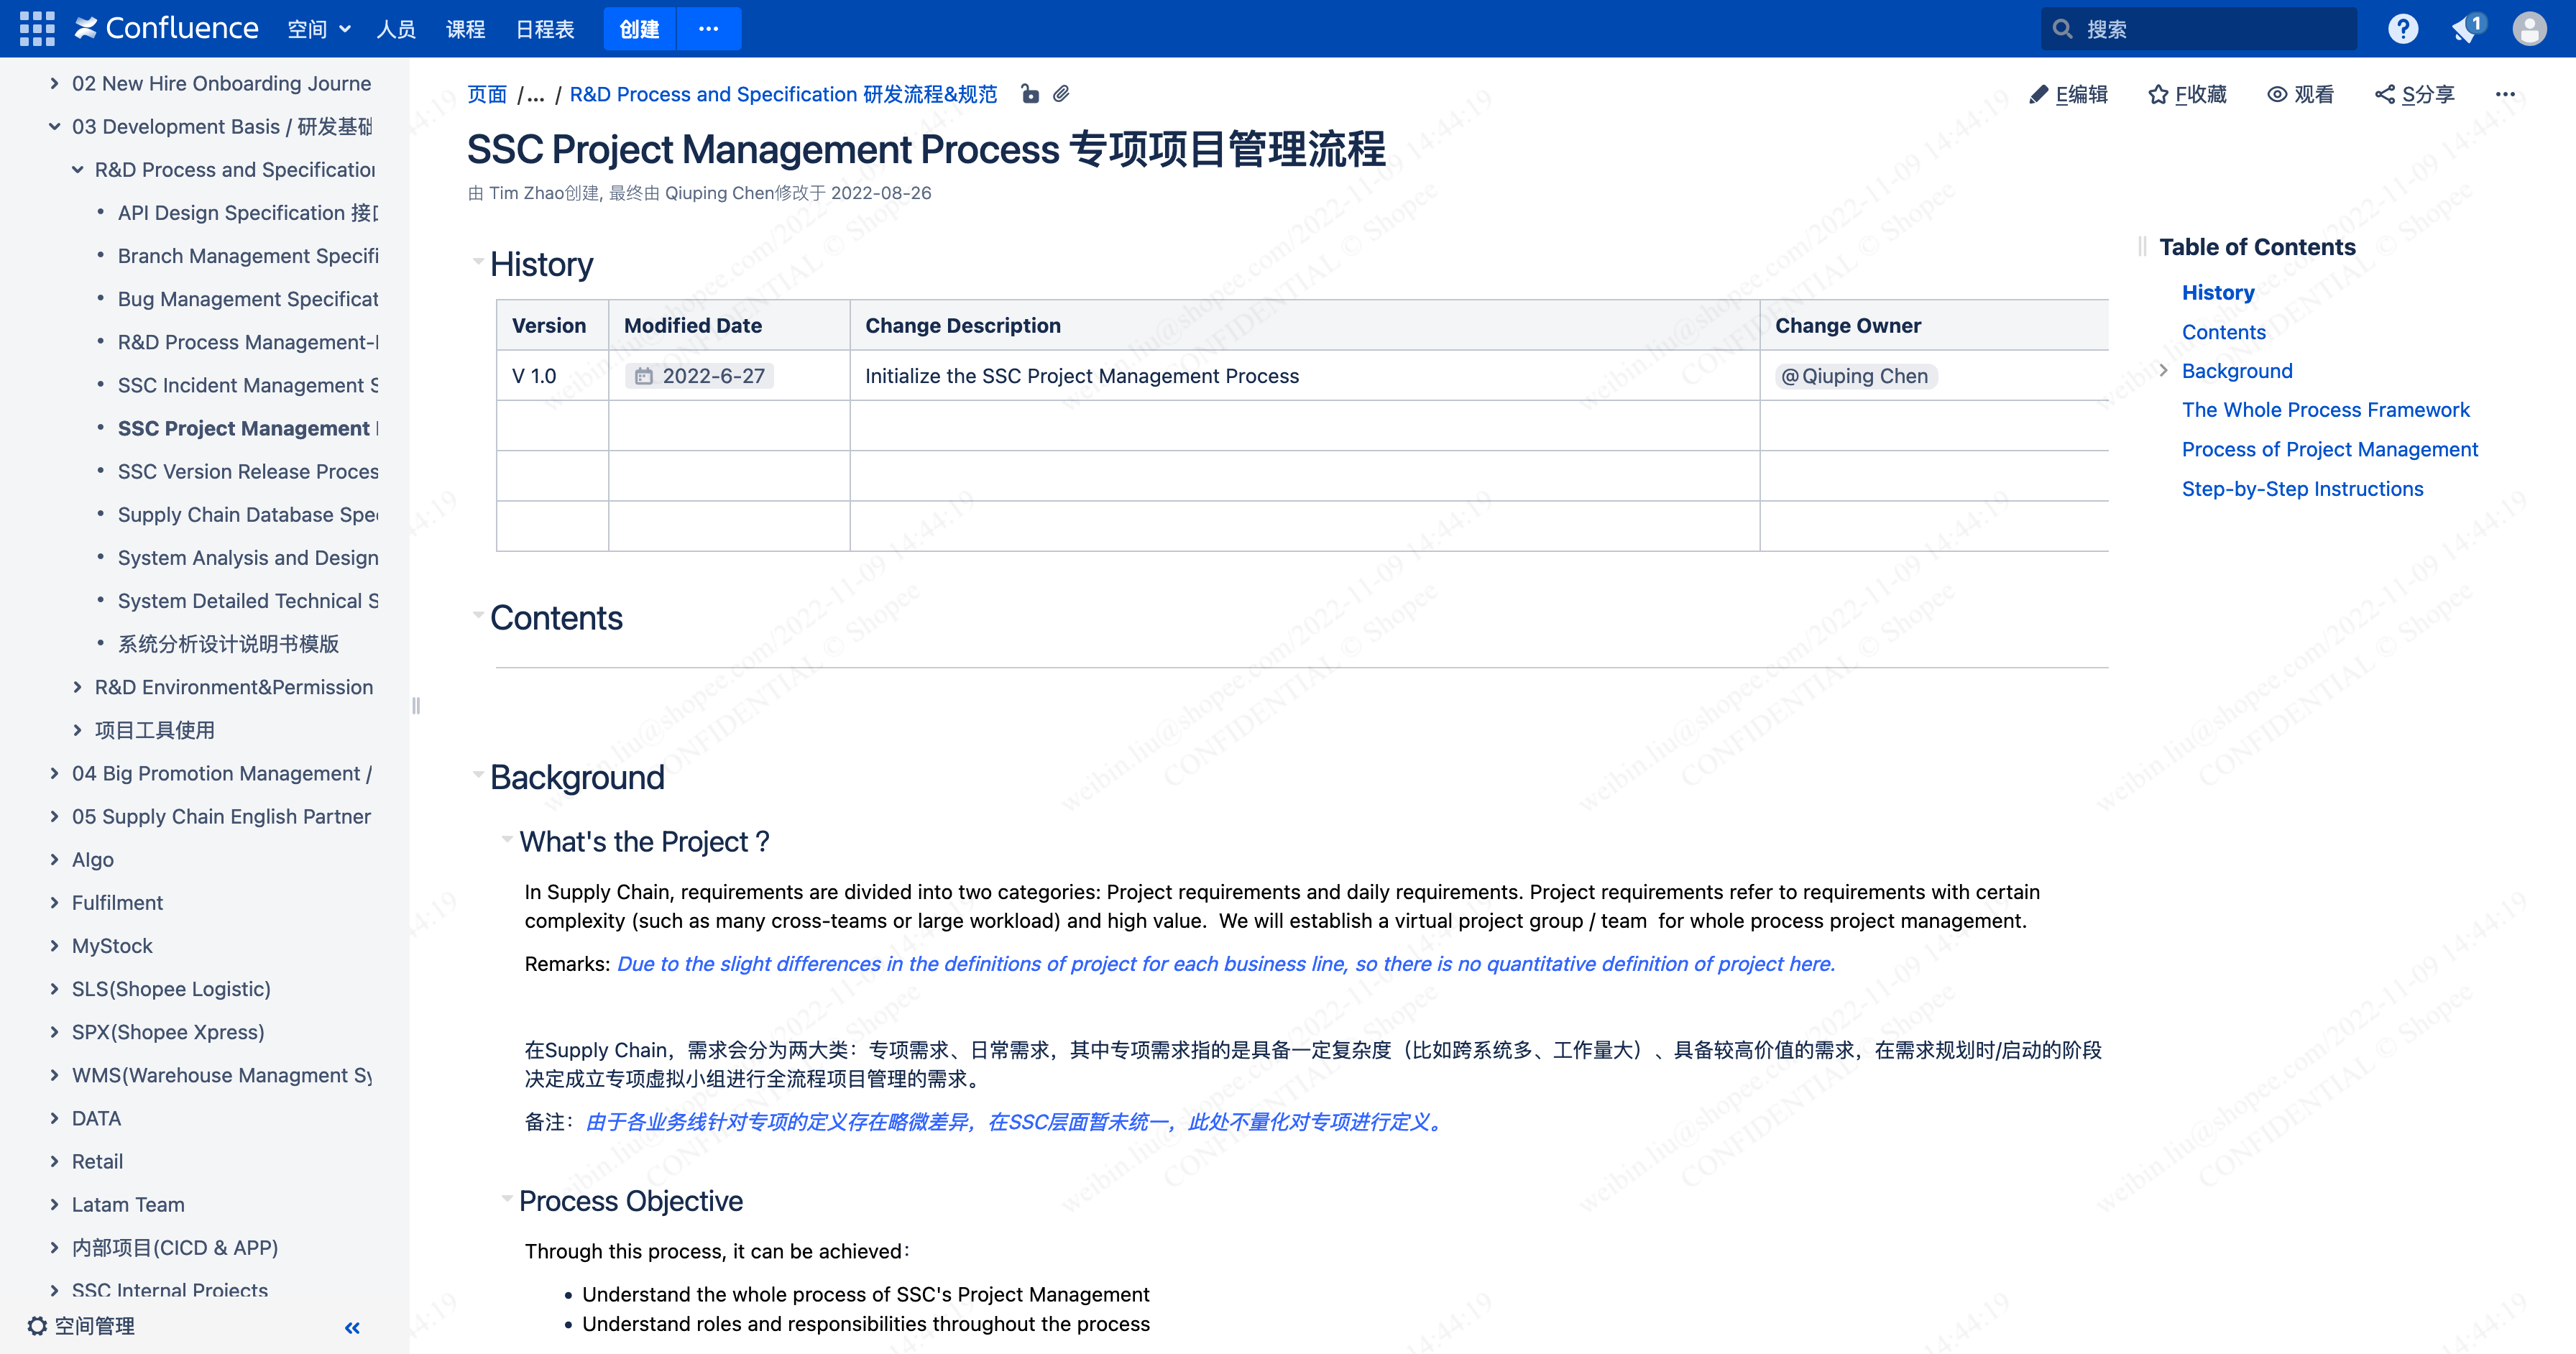 Confluence 空间 人员 课程 日程表 创建 ··· 搜索 1
02 New Hire Onboarding Journe
03 Development Basis / 研发基础
R&D Process and Specification
API Design Specification 接口
Branch Management Specifi
Bug Management Specificat
R&D Process Management-
SSC Incident Management S
SSC Project Management
SSC Version Release Proces
Supply Chain Database Spe
System Analysis and Design
System Detailed Technical S
系统分析设计说明书模版
R&D Environment&Permission
项目工具使用
04 Big Promotion Management /
05 Supply Chain English Partner
Algo
Fulfilment
MyStock
SLS(Shopee Logistic)
SPX(Shopee Xpress)
WMS(Warehouse Managment Sy
DATA
Retail
Latam Team
内部项目(CICD & APP)
SSC Internal Projects
空间管理
页面 /... / R&D Process and Specification 研发流程&规范
E编辑 F收藏 观看 S分享 ···
SSC Project Management Process 专项项目管理流程
由 Tim Zhao创建, 最终由 Qiuping Chen修改于 2022-08-26
History
Version Modified Date Change Description Change Owner
V 1.0 2022-6-27 Initialize the SSC Project Management Process @Qiuping Chen
Contents
Background
What's the Project ?
In Supply Chain, requirements are divided into two categories: Project requirements and daily requirements. Project requirements refer to requirements with certain
complexity (such as many cross-teams or large workload) and high value.  We will establish a virtual project group / team  for whole process project management.
Remarks: Due to the slight differences in the definitions of project for each business line, so there is no quantitative definition of project here.
在Supply Chain，需求会分为两大类：专项需求、日常需求，其中专项需求指的是具备一定复杂度（比如跨系统多、工作量大）、具备较高价值的需求，在需求规划时/启动的阶段
决定成立专项虚拟小组进行全流程项目管理的需求。
备注：由于各业务线针对专项的定义存在略微差异，在SSC层面暂未统一，此处不量化对专项进行定义。
Process Objective
Through this process, it can be achieved：
Understand the whole process of SSC's Project Management
Understand roles and responsibilities throughout the process
Table of Contents
History
Contents
Background
The Whole Process Framework
Process of Project Management
Step-by-Step Instructions
weibin.liu@shopee.com/2022-11-09 14:44:19
CONFIDENTIAL © Shopee